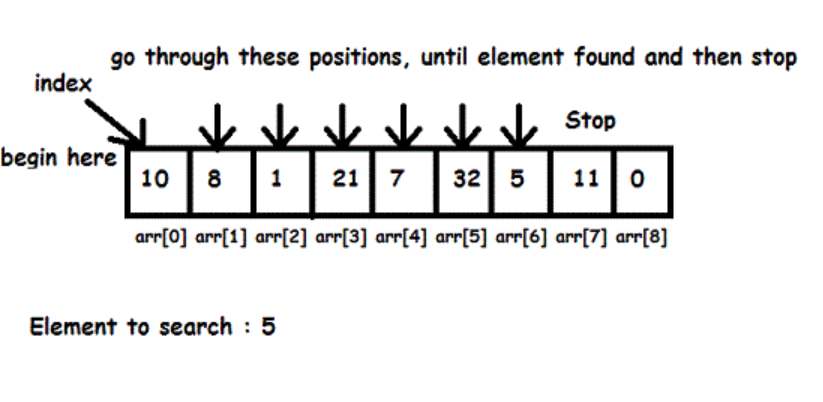 go through these positions, until element found and then stop
index
Stop
begin here
10 8 1 21 7 32 5 11 0
arr[0] arr[1] arr[2] arr[3] arr[4] arr[5] arr[6] arr[7] arr[8]
Element to search : 5